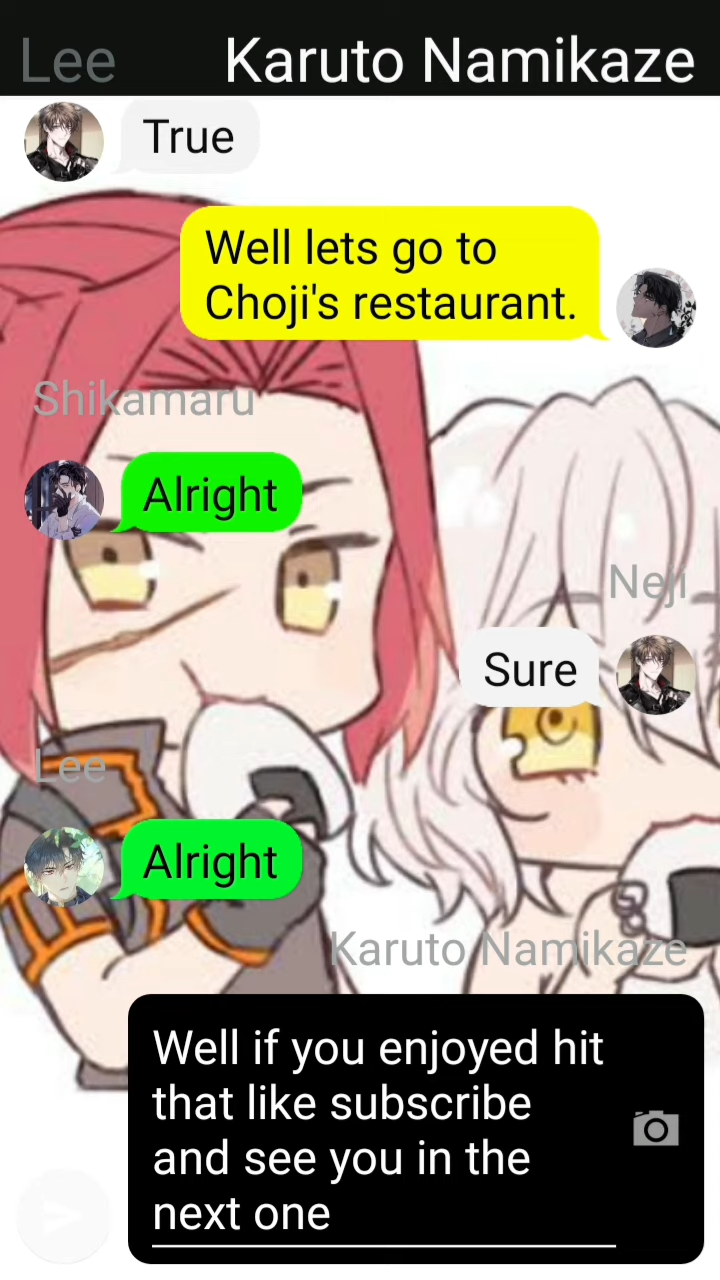 Lee Karuto Namikaze
True
Well lets go to
Choji's restaurant.
Shikamaru
Alright
Neji
Sure
Lee
Alright
Karuto Namikaze
Well if you enjoyed hit
that like subscribe
and see you in the
next one